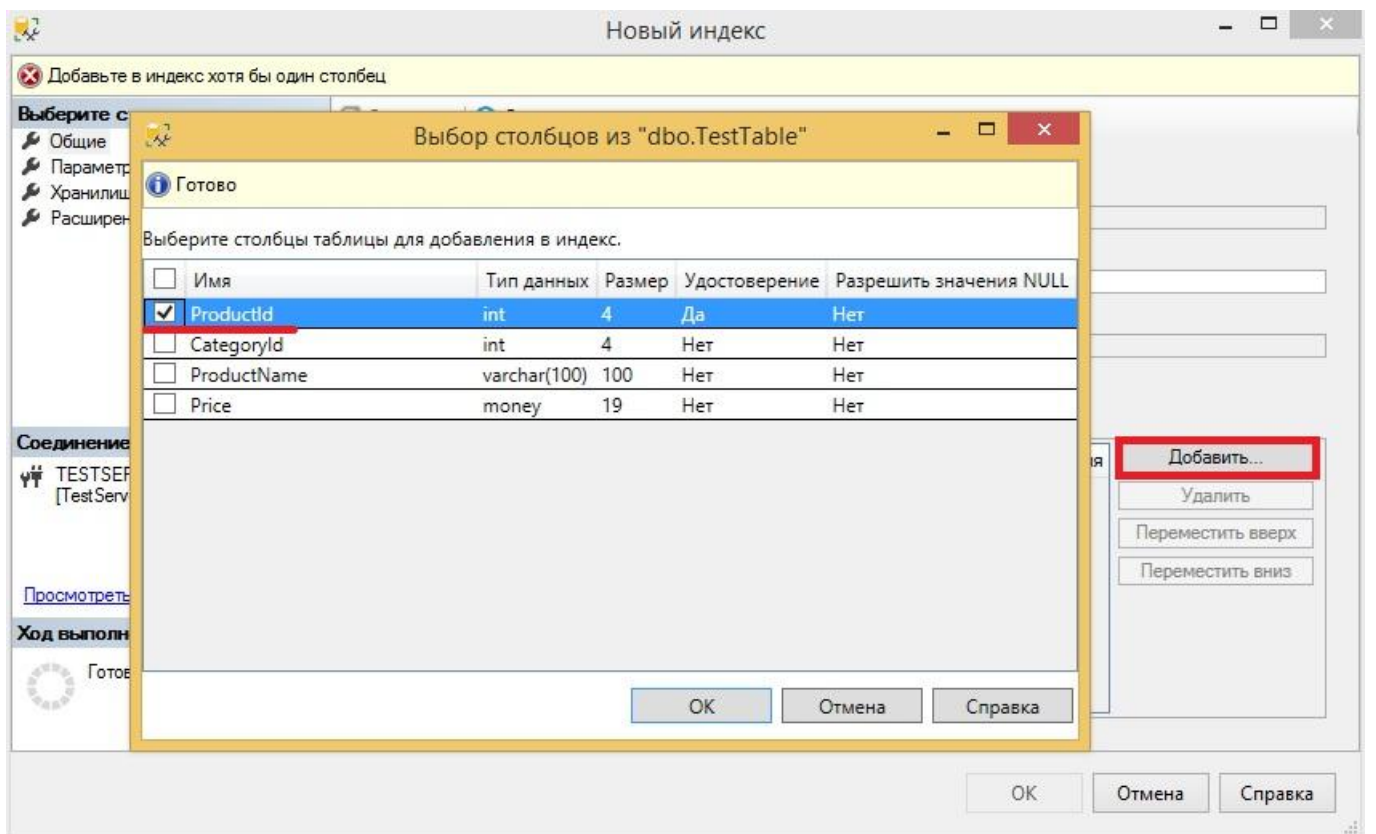 Новый индекс
Добавьте в индекс хотя бы один столбец
Выберите с
Общие
Параметр
Хранилищ
Расширен
Выбор столбцов из "dbo.TestTable"
Готово
Выберите столбцы таблицы для добавления в индекс.
Имя Тип данных Размер Удостоверение Разрешить значения NULL
ProductId int 4 Да Нет
CategoryId int 4 Нет Нет
ProductName varchar(100) 100 Нет Нет
Price money 19 Нет Нет
OK Отмена Справка
Соединение
TESTSER
[TestServ
Просмотреть
Ход выполн
Готов
ия
Добавить...
Удалить
Переместить вверх
Переместить вниз
OK Отмена Справка